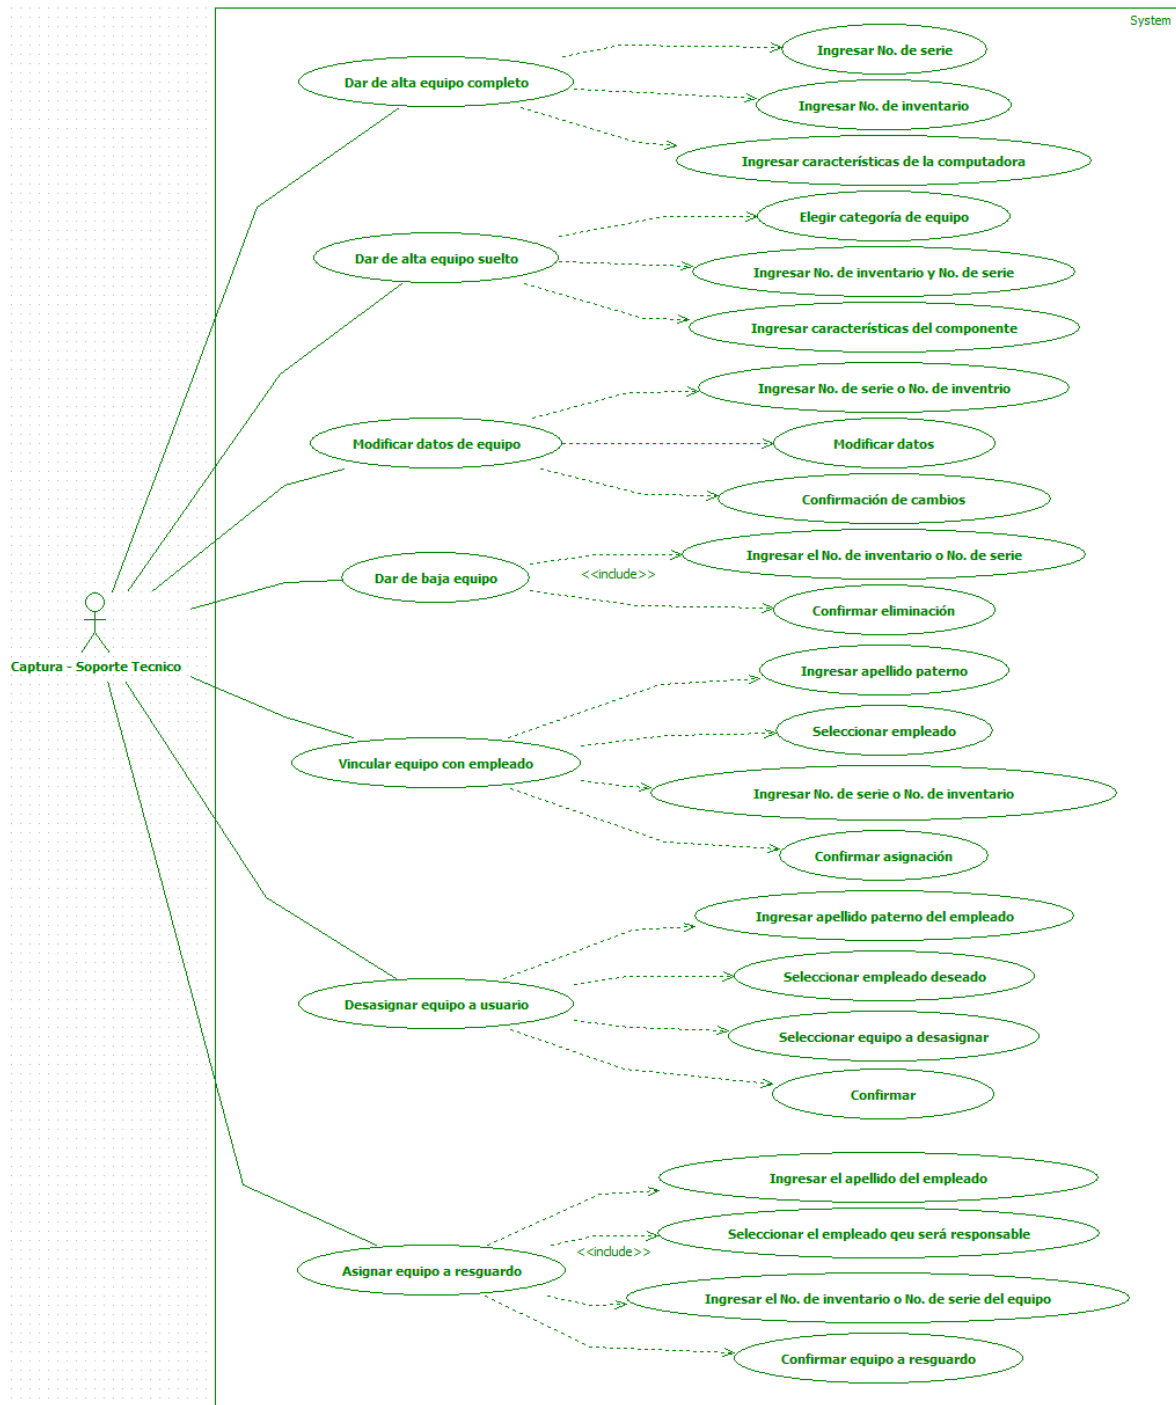 System
Ingresar No. de serie
Dar de alta equipo completo
Ingresar No. de inventario
Ingresar características de la computadora
Elegir categoría de equipo
Dar de alta equipo suelto
Ingresar No. de inventario y No. de serie
Ingresar características del componente
Ingresar No. de serie o No. de inventrio
Modificar datos de equipo
Modificar datos
Confirmación de cambios
Ingresar el No. de inventario o No. de serie
Dar de baja equipo
<<include>>
Confirmar eliminación
Captura - Soporte Tecnico
Ingresar apellido paterno
Seleccionar empleado
Vincular equipo con empleado
Ingresar No. de serie o No. de inventario
Confirmar asignación
Ingresar apellido paterno del empleado
Seleccionar empleado deseado
Desasignar equipo a usuario
Seleccionar equipo a desasignar
Confirmar
Ingresar el apellido del empleado
Seleccionar el empleado qeu será responsable
<<include>>
Asignar equipo a resguardo
Ingresar el No. de inventario o No. de serie del equipo
Confirmar equipo a resguardo